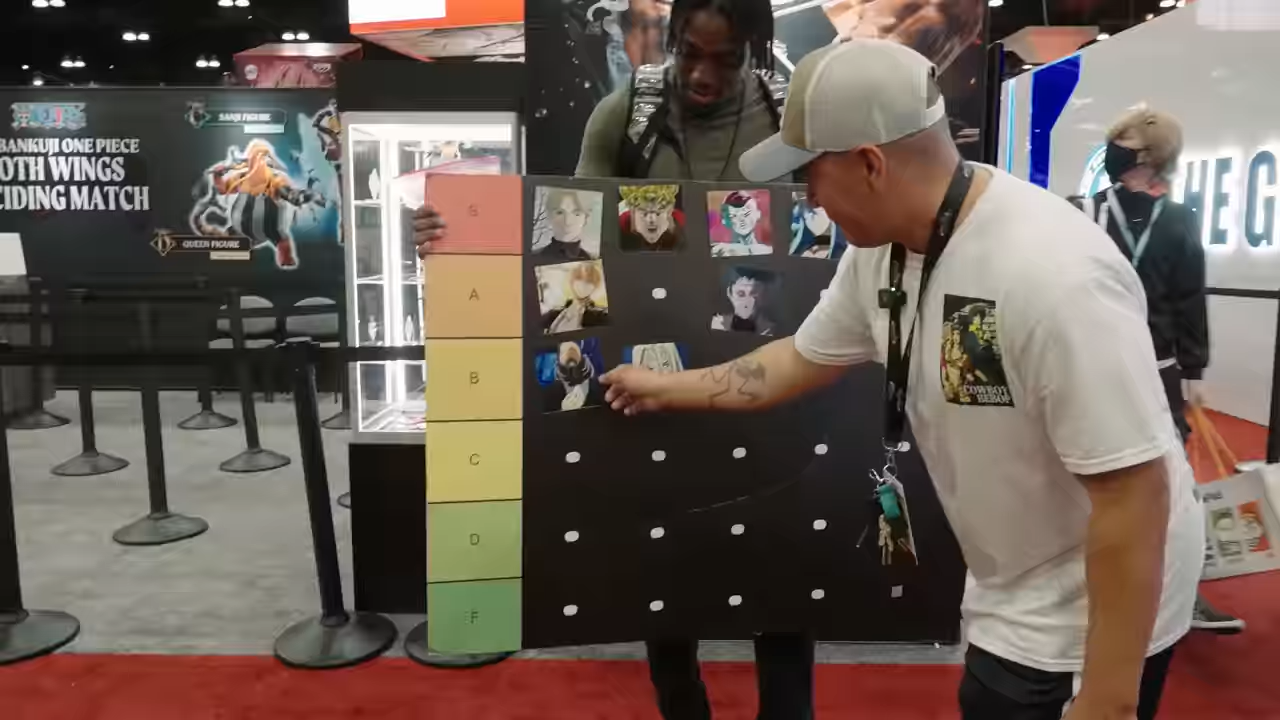 SANJI FIGURE
BANKUJI ONE PIECE
OTH WINGS
CIDING MATCH
QUEEN FIGURE
S
A
B
C
D
F
COWBOY
BEBOP
HE G